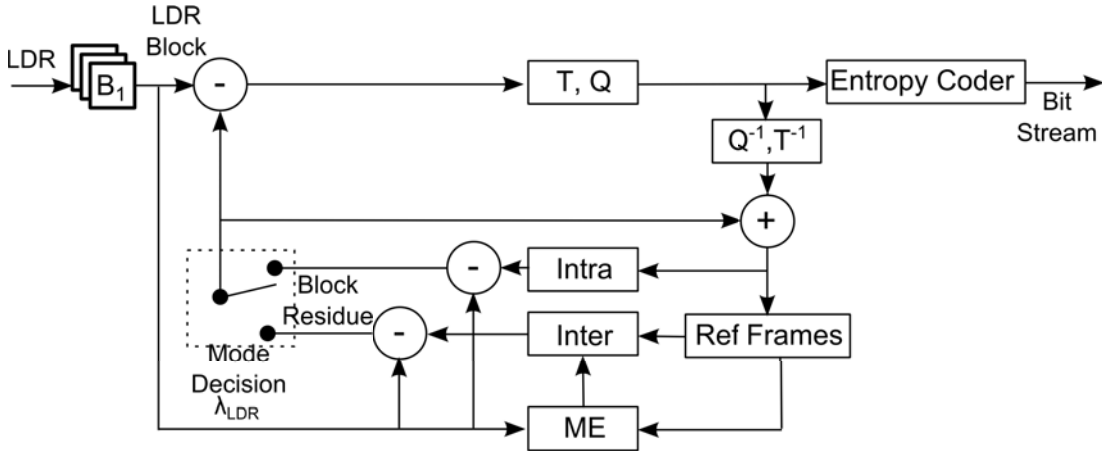 LDR
B₁
LDR
Block
-
T, Q
Entropy Coder
Bit
Stream
Q⁻¹,T⁻¹
+
-
Intra
Block
Residue
-
Inter
Ref Frames
Mode
Decision
λLDR
ME